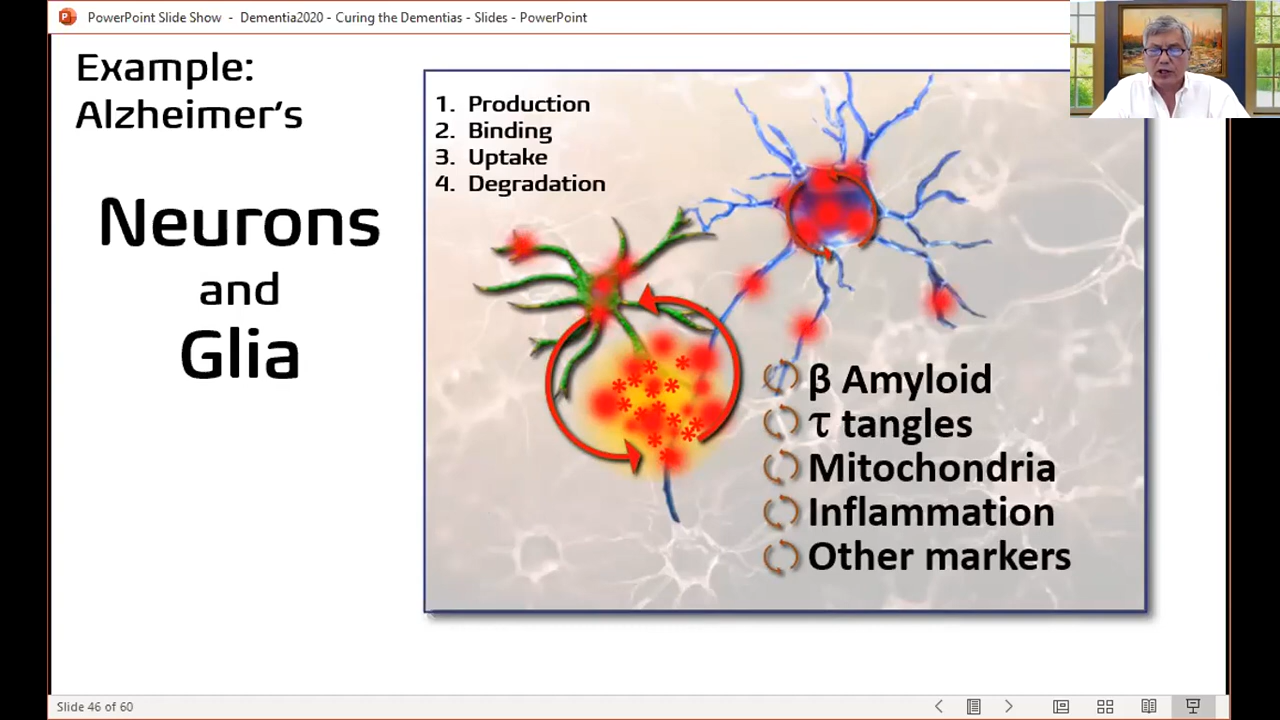 PowerPoint Slide Show - Dementia2020 - Curing the Dementias - Slides - PowerPoint
Example:
Alzheimer's
Neurons
and
Glia
1. Production
2. Binding
3. Uptake
4. Degradation
β Amyloid
τ tangles
Mitochondria
Inflammation
Other markers
Slide 46 of 60